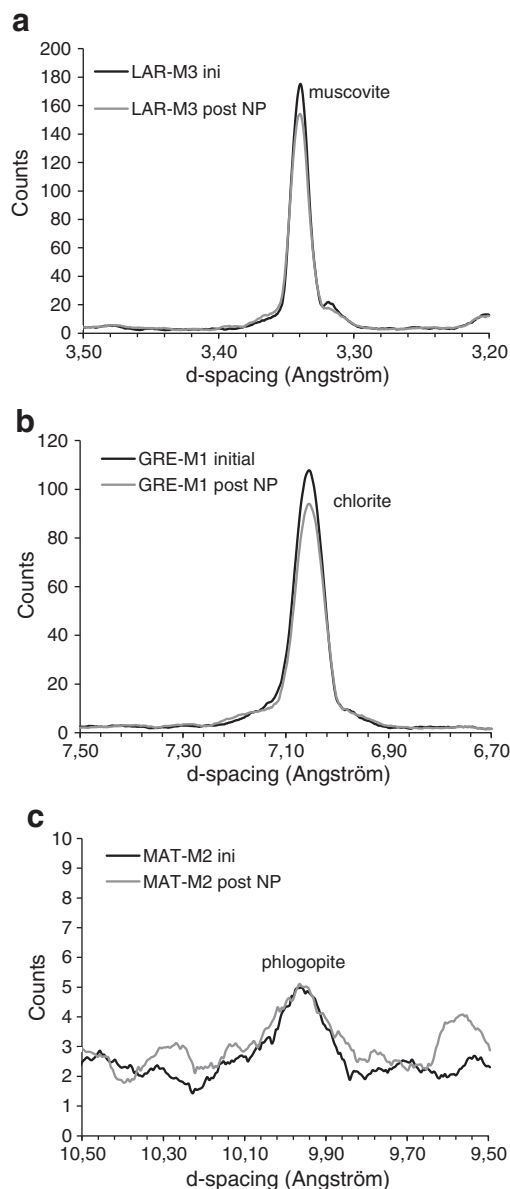 a
200
180
160
140
120
100
80
60
40
20
0
Counts
LAR-M3 ini
LAR-M3 post NP
muscovite
3,50 3,40 3,30 3,20
d-spacing (Angström)
b
120
100
80
60
40
20
0
Counts
GRE-M1 initial
GRE-M1 post NP
chlorite
7,50 7,30 7,10 6,90 6,70
d-spacing (Angström)
c
10
9
8
7
6
5
4
3
2
1
0
Counts
MAT-M2 ini
MAT-M2 post NP
phlogopite
10,50 10,30 10,10 9,90 9,70 9,50
d-spacing (Angström)